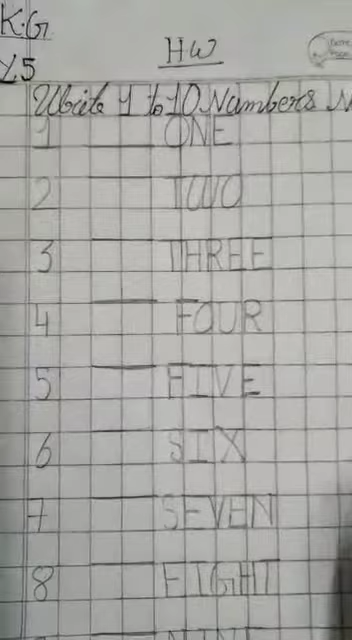 K.G.
HW
Write 1 to 10 Numbers
1 ONE
2 TWO
3 THREE
4 FOUR
5 FIVE
6 SIX
7 SEVEN
8 EIGHT